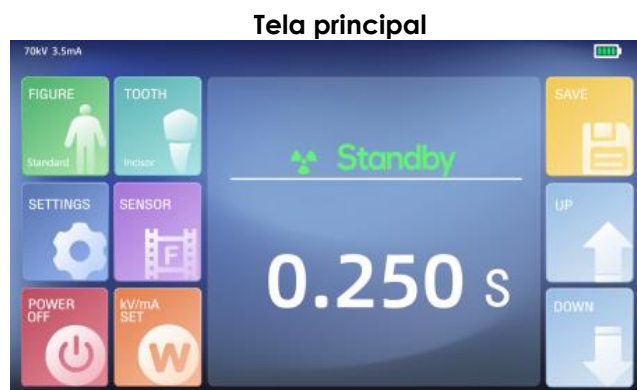 Tela principal
70kV 3.5mA
FIGURE
Standard
TOOTH
Incisor
SETTINGS
SENSOR
F
POWER
OFF
kV/mA
SET
W
Standby
0.250 s
SAVE
UP
DOWN